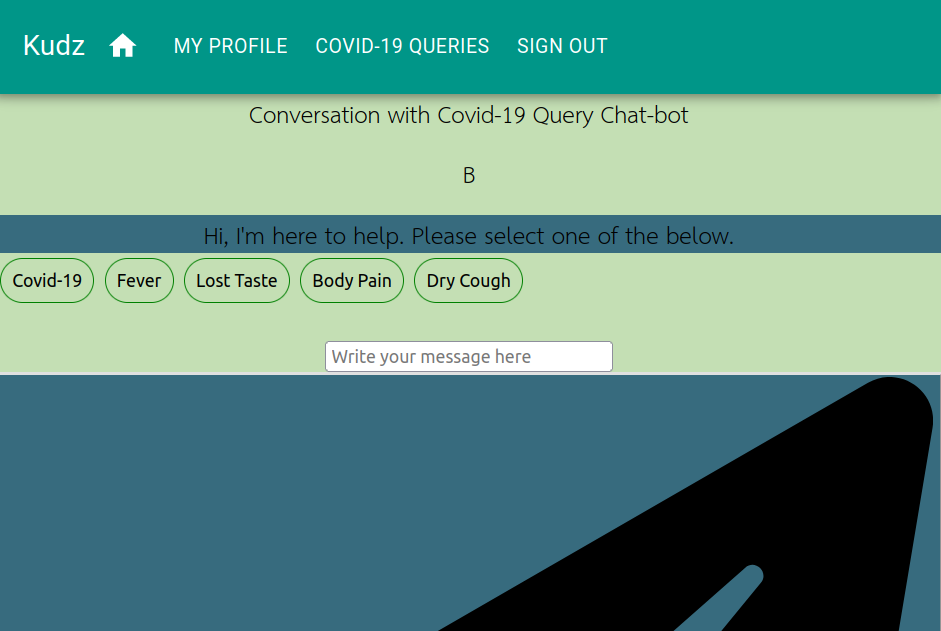 Kudz MY PROFILE COVID-19 QUERIES SIGN OUT
Conversation with Covid-19 Query Chat-bot
B
Hi, I'm here to help. Please select one of the below.
Covid-19 Fever Lost Taste Body Pain Dry Cough
Write your message here